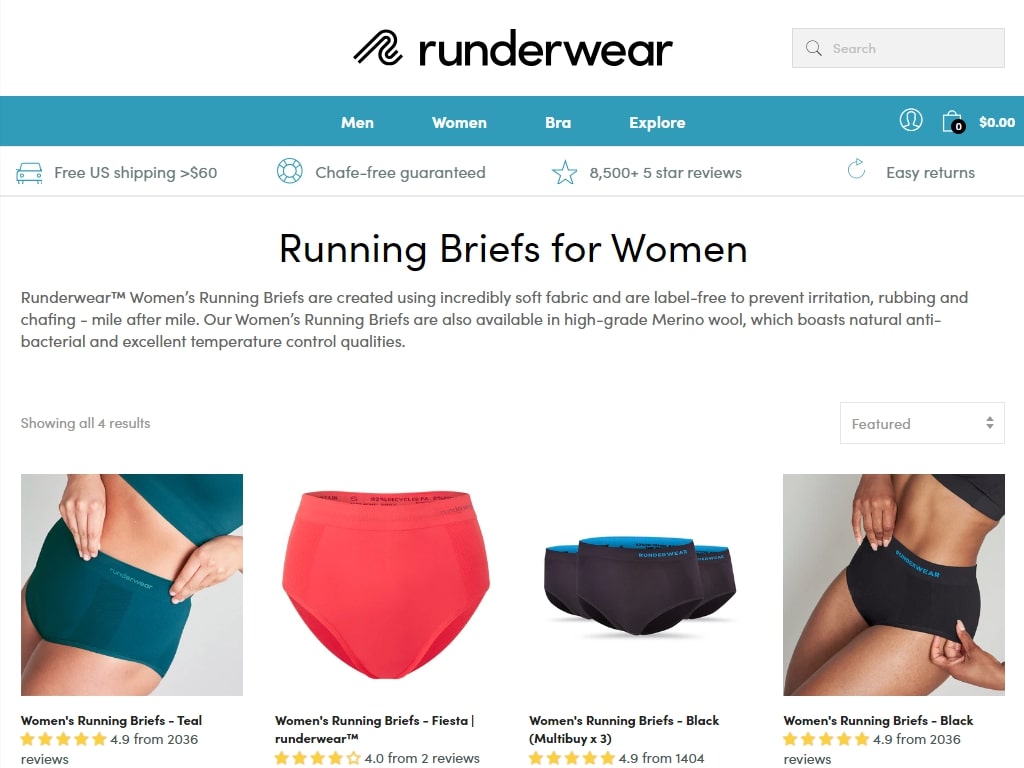 runderwear
Search
Men
Women
Bra
Explore
0
$0.00
Free US shipping >$60
Chafe-free guaranteed
8,500+ 5 star reviews
Easy returns
Running Briefs for Women
Runderwear™ Women’s Running Briefs are created using incredibly soft fabric and are label-free to prevent irritation, rubbing and
chafing - mile after mile. Our Women’s Running Briefs are also available in high-grade Merino wool, which boasts natural anti-
bacterial and excellent temperature control qualities.
Showing all 4 results
Featured
runderwear
runderwear
RUNDERWEAR
RUNDERWEAR
Women's Running Briefs - Teal
4.9 from 2036
reviews
Women's Running Briefs - Fiesta |
runderwear™
4.0 from 2 reviews
Women's Running Briefs - Black
(Multibuy x 3)
4.9 from 1404
Women's Running Briefs - Black
4.9 from 2036
reviews